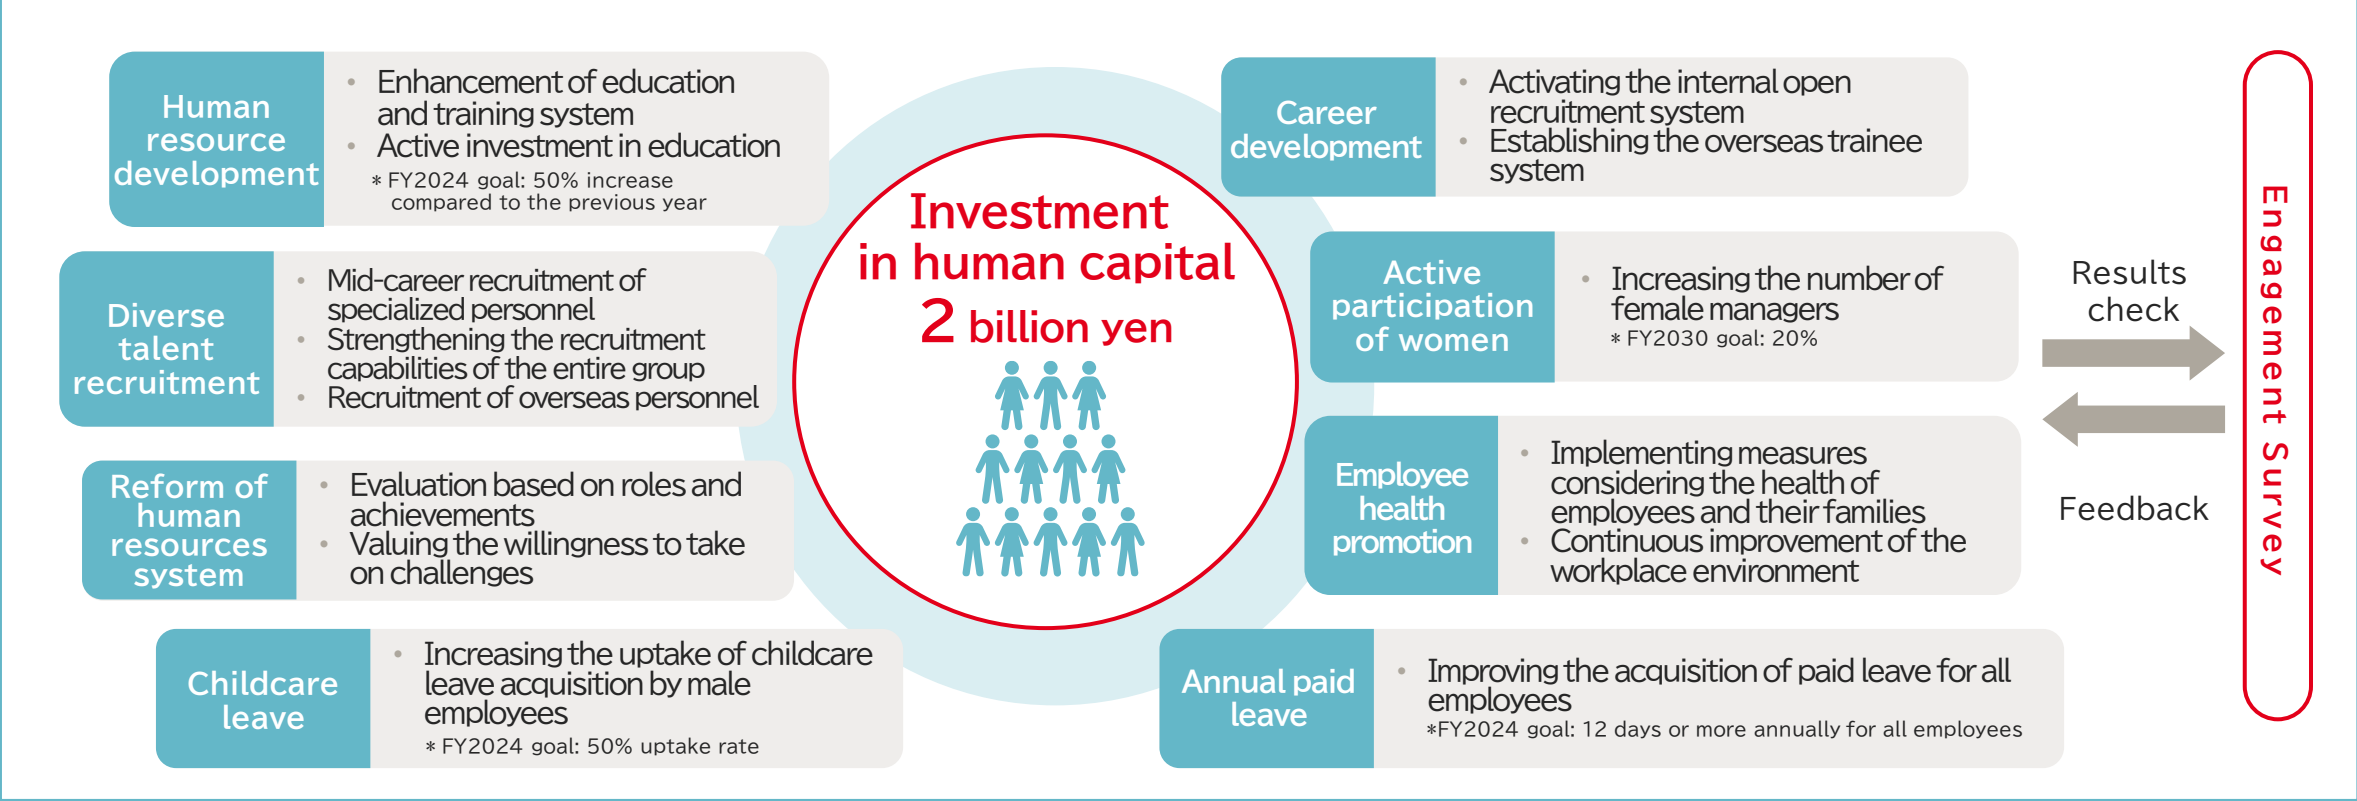 Human
resource
development
• Enhancement of education
and training system
• Active investment in education
* FY2024 goal: 50% increase
compared to the previous year
Diverse
talent
recruitment
• Mid-career recruitment of
specialized personnel
• Strengthening the recruitment
capabilities of the entire group
• Recruitment of overseas personnel
Reform of
human
resources
system
• Evaluation based on roles and
achievements
• Valuing the willingness to take
on challenges
Childcare
leave
• Increasing the uptake of childcare
leave acquisition by male
employees
* FY2024 goal: 50% uptake rate
Investment
in human capital
2 billion yen
Career
development
• Activating the internal open
recruitment system
• Establishing the overseas trainee
system
Active
participation
of women
• Increasing the number of
female managers
* FY2030 goal: 20%
Employee
health
promotion
• Implementing measures
considering the health of
employees and their families
• Continuous improvement of the
workplace environment
Annual paid
leave
• Improving the acquisition of paid leave for all
employees
*FY2024 goal: 12 days or more annually for all employees
Results
check
Feedback
Engagement Survey